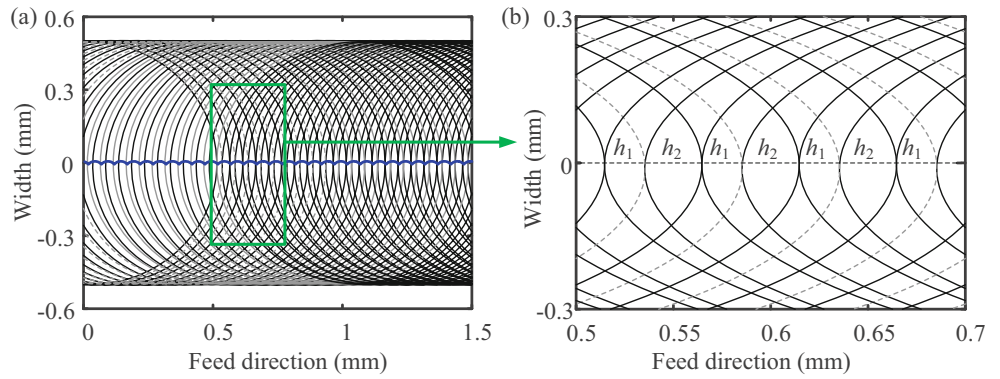 (a)
0.6
0.3
0
-0.3
-0.6
Width (mm)
0 0.5 1 1.5
Feed direction (mm)
(b)
0.3
0
-0.3
Width (mm)
h1 h2 h1 h2 h1 h2 h1
0.5 0.55 0.6 0.65 0.7
Feed direction (mm)